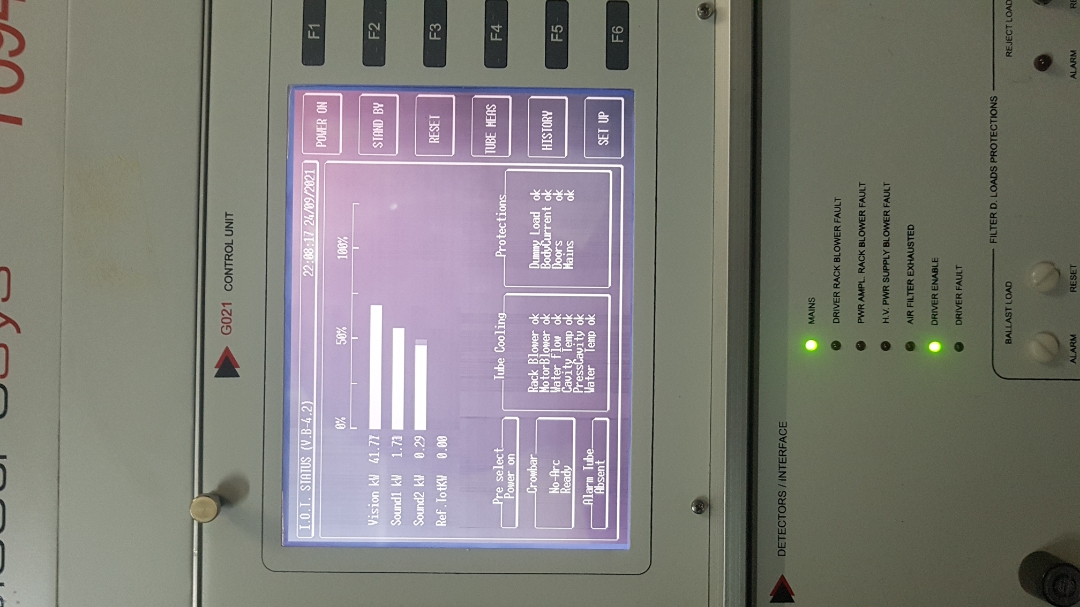 G021 CONTROL UNIT
I.O.T. STATUS (V.B-4.2) 22:08:17 24/09/2021
0% 50% 100%
Vision kW 41.77
Sound1 kW 1.73
Sound2 kW 0.29
Ref.TotKW 0.00
Pre select
Power on
Crowbar
No-Arc
Ready
Alarm Tube
Absent
Tube Cooling
Rack Blower ok
MotorBlower ok
Water flow ok
Cavity Temp ok
PressCavity ok
Water Temp ok
Protections
Dummy Load ok
BodyCurrent ok
Doors ok
Mains ok
POWER ON
STAND BY
RESET
TUBE MEAS
HISTORY
SET UP
F1
F2
F3
F4
F5
F6
DETECTORS / INTERFACE
MAINS
DRIVER RACK BLOWER FAULT
PWR AMPL. RACK BLOWER FAULT
H.V. PWR SUPPLY BLOWER FAULT
AIR FILTER EXHAUSTED
DRIVER ENABLE
DRIVER FAULT
FILTER D. LOADS PROTECTIONS
BALLAST LOAD REJECT LOAD
ALARM RESET ALARM